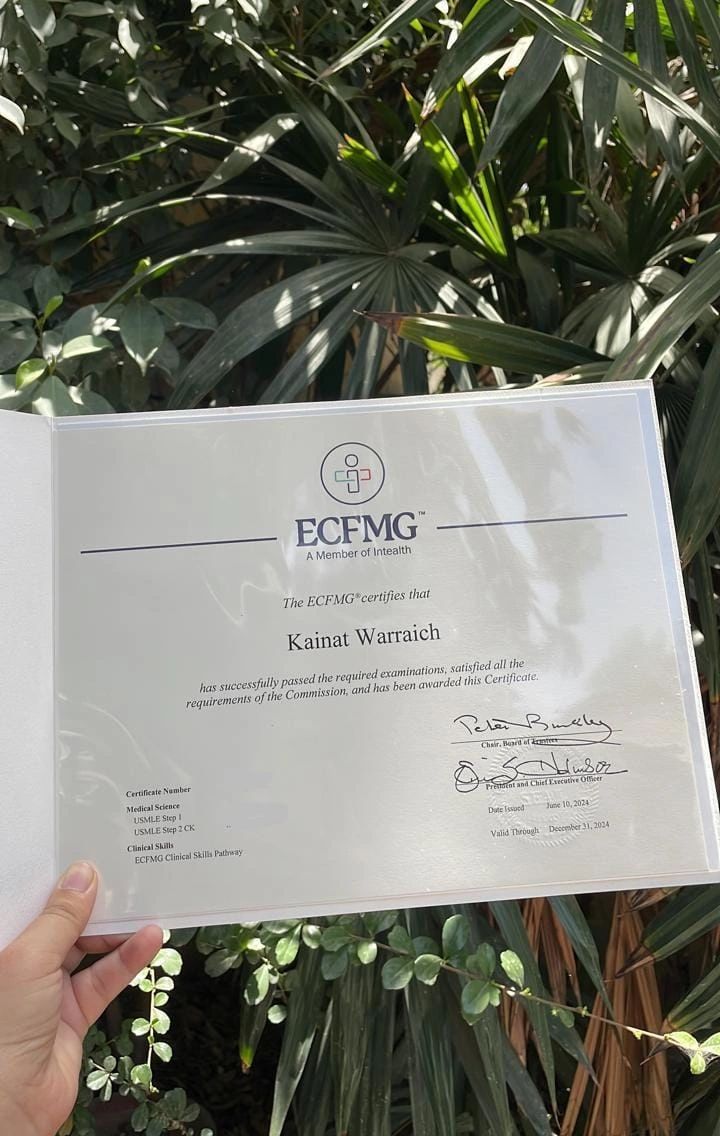 ECFMG™
A Member of Intealth
The ECFMG® certifies that
Kainat Warraich
has successfully passed the required examinations, satisfied all the
requirements of the Commission, and has been awarded this Certificate.
Chair, Board of Trustees
President and Chief Executive Officer
Date Issued June 10, 2024
Valid Through December 31, 2024
Certificate Number
Medical Science
USMLE Step 1
USMLE Step 2 CK
Clinical Skills
ECFMG Clinical Skills Pathway